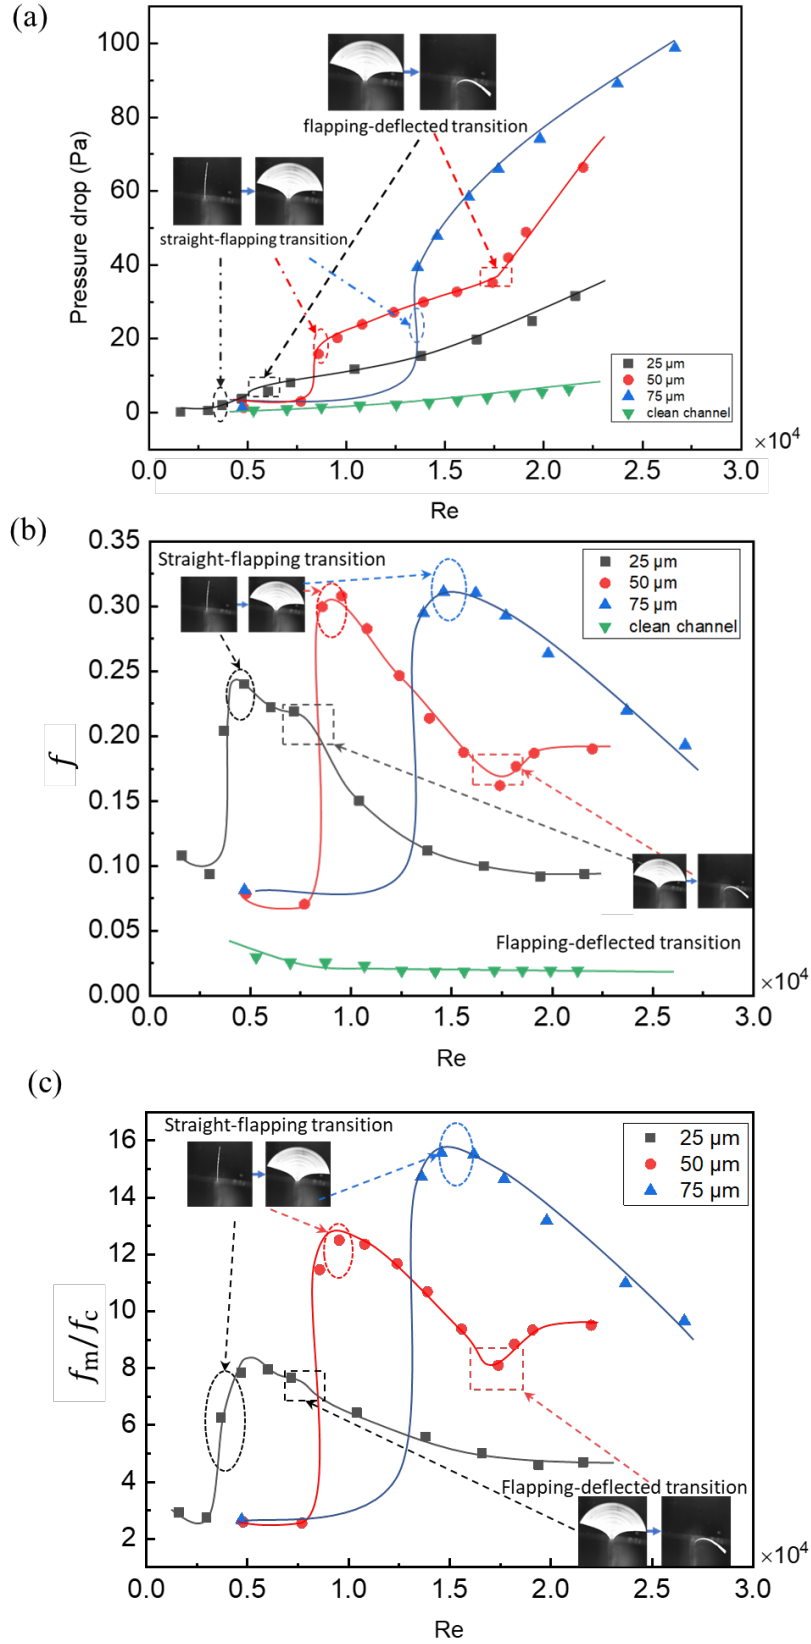 (a)
100
80
60
40
20
0
Pressure drop (Pa)
flapping-deflected transition
straight-flapping transition
25 μm
50 μm
75 μm
clean channel
0.0 0.5 1.0 1.5 2.0 2.5 3.0
×10⁴
Re
(b)
0.35
0.30
0.25
0.20
0.15
0.10
0.05
0.00
f
Straight-flapping transition
25 μm
50 μm
75 μm
clean channel
Flapping-deflected transition
0.0 0.5 1.0 1.5 2.0 2.5 3.0
×10⁴
Re
(c)
16
14
12
10
8
6
4
2
fm/fc
Straight-flapping transition
25 μm
50 μm
75 μm
Flapping-deflected transition
0.0 0.5 1.0 1.5 2.0 2.5 3.0
×10⁴
Re